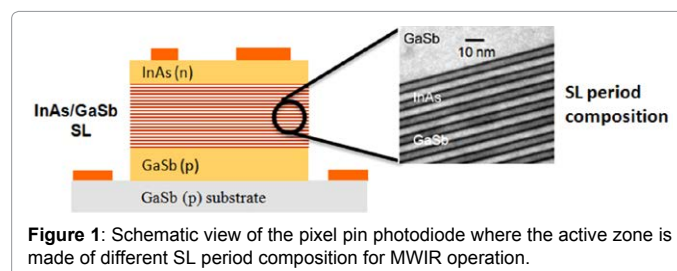 InAs (n)
InAs/GaSb
SL
GaSb (p)
GaSb (p) substrate
GaSb
10 nm
InAs
GaSb
SL period
composition
Figure 1: Schematic view of the pixel pin photodiode where the active zone is
made of different SL period composition for MWIR operation.